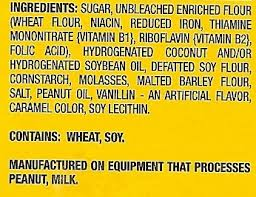 INGREDIENTS: SUGAR, UNBLEACHED ENRICHED FLOUR
(WHEAT FLOUR, NIACIN, REDUCED IRON, THIAMINE
MONONITRATE {VITAMIN B1}, RIBOFLAVIN {VITAMIN B2},
FOLIC ACID), HYDROGENATED COCONUT AND/OR
HYDROGENATED SOYBEAN OIL, DEFATTED SOY FLOUR,
CORNSTARCH, MOLASSES, MALTED BARLEY FLOUR,
SALT, PEANUT OIL, VANILLIN - AN ARTIFICIAL FLAVOR,
CARAMEL COLOR, SOY LECITHIN.
CONTAINS: WHEAT, SOY.
MANUFACTURED ON EQUIPMENT THAT PROCESSES
PEANUT, MILK.